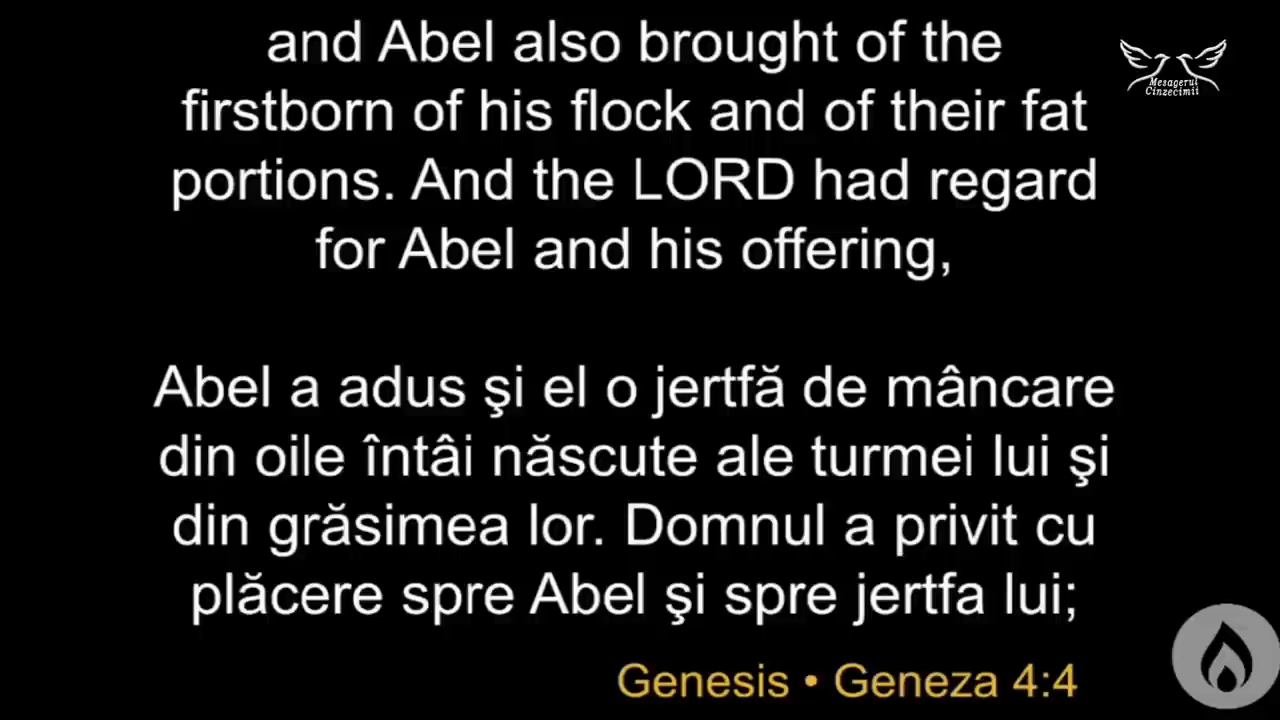 and Abel also brought of the
firstborn of his flock and of their fat
portions. And the LORD had regard
for Abel and his offering,
Abel a adus şi el o jertfă de mâncare
din oile întâi născute ale turmei lui şi
din grăsimea lor. Domnul a privit cu
plăcere spre Abel şi spre jertfa lui;
Genesis • Geneza 4:4
Mesagerul
Cinzecimii